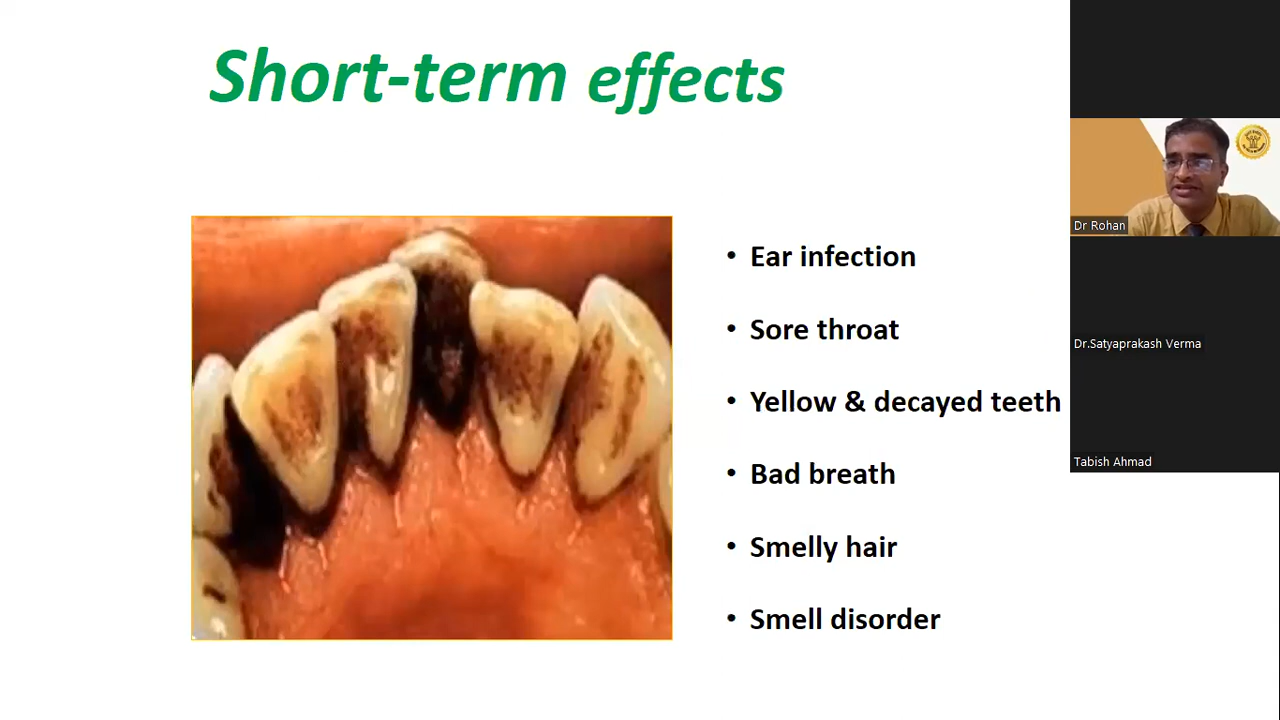 Short-term effects
• Ear infection
• Sore throat
• Yellow & decayed teeth
• Bad breath
• Smelly hair
• Smell disorder
Dr Rohan
Dr.Satyaprakash Verma
Tabish Ahmad